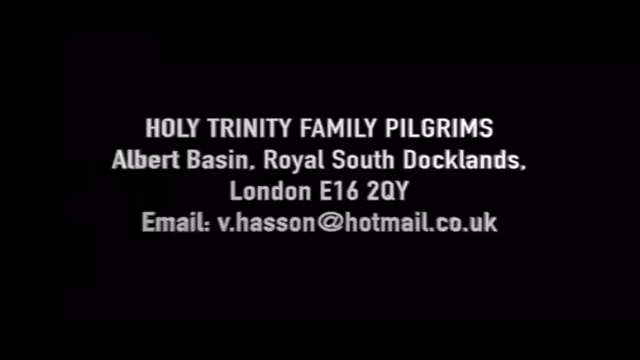 HOLY TRINITY FAMILY PILGRIMS
Albert Basin, Royal South Docklands,
London E16 2QY
Email: v.hasson@hotmail.co.uk